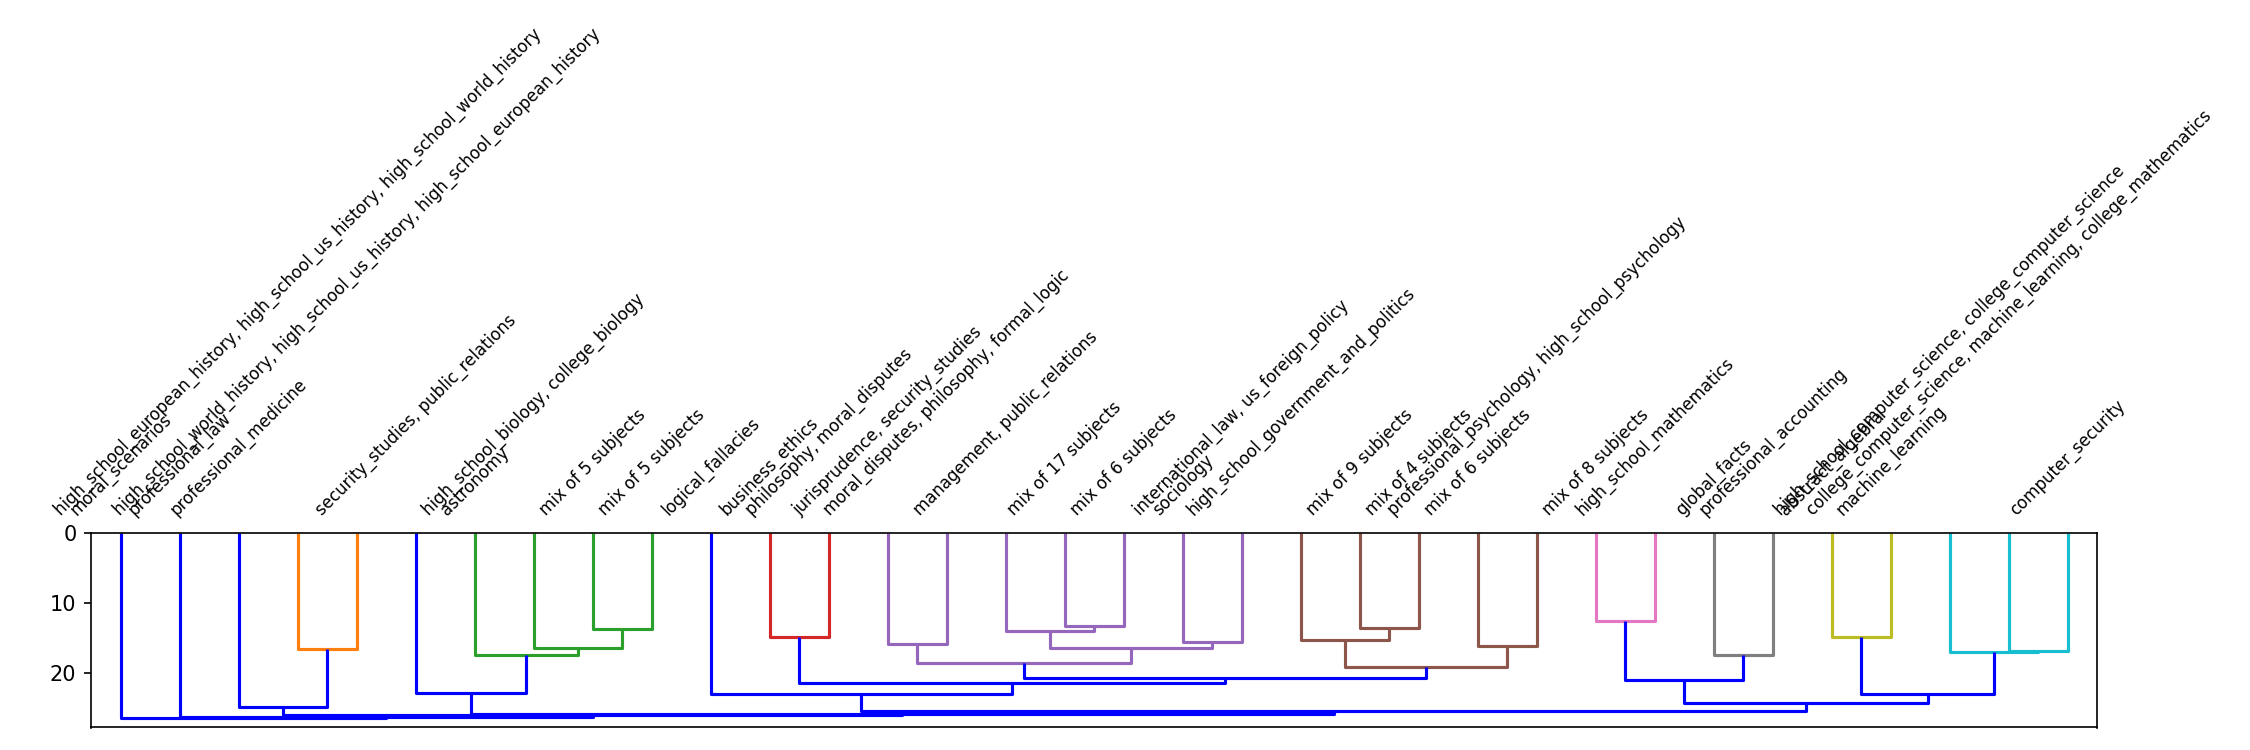 moral_scenarios
high_school_european_history, high_school_us_history, high_school_world_history
professional_law
high_school_world_history, high_school_us_history, high_school_european_history
professional_medicine
security_studies, public_relations
astronomy
high_school_biology, college_biology
mix of 5 subjects
mix of 5 subjects
logical_fallacies
business_ethics
philosophy, moral_disputes
jurisprudence, security_studies
moral_disputes, philosophy, formal_logic
management, public_relations
mix of 17 subjects
mix of 6 subjects
international_law, us_foreign_policy
sociology
high_school_government_and_politics
mix of 9 subjects
mix of 4 subjects
professional_psychology, high_school_psychology
mix of 6 subjects
mix of 8 subjects
high_school_mathematics
global_facts
professional_accounting
abstract_algebra
high_school_computer_science, college_computer_science
college_computer_science, machine_learning, college_mathematics
machine_learning
computer_security
0
10
20